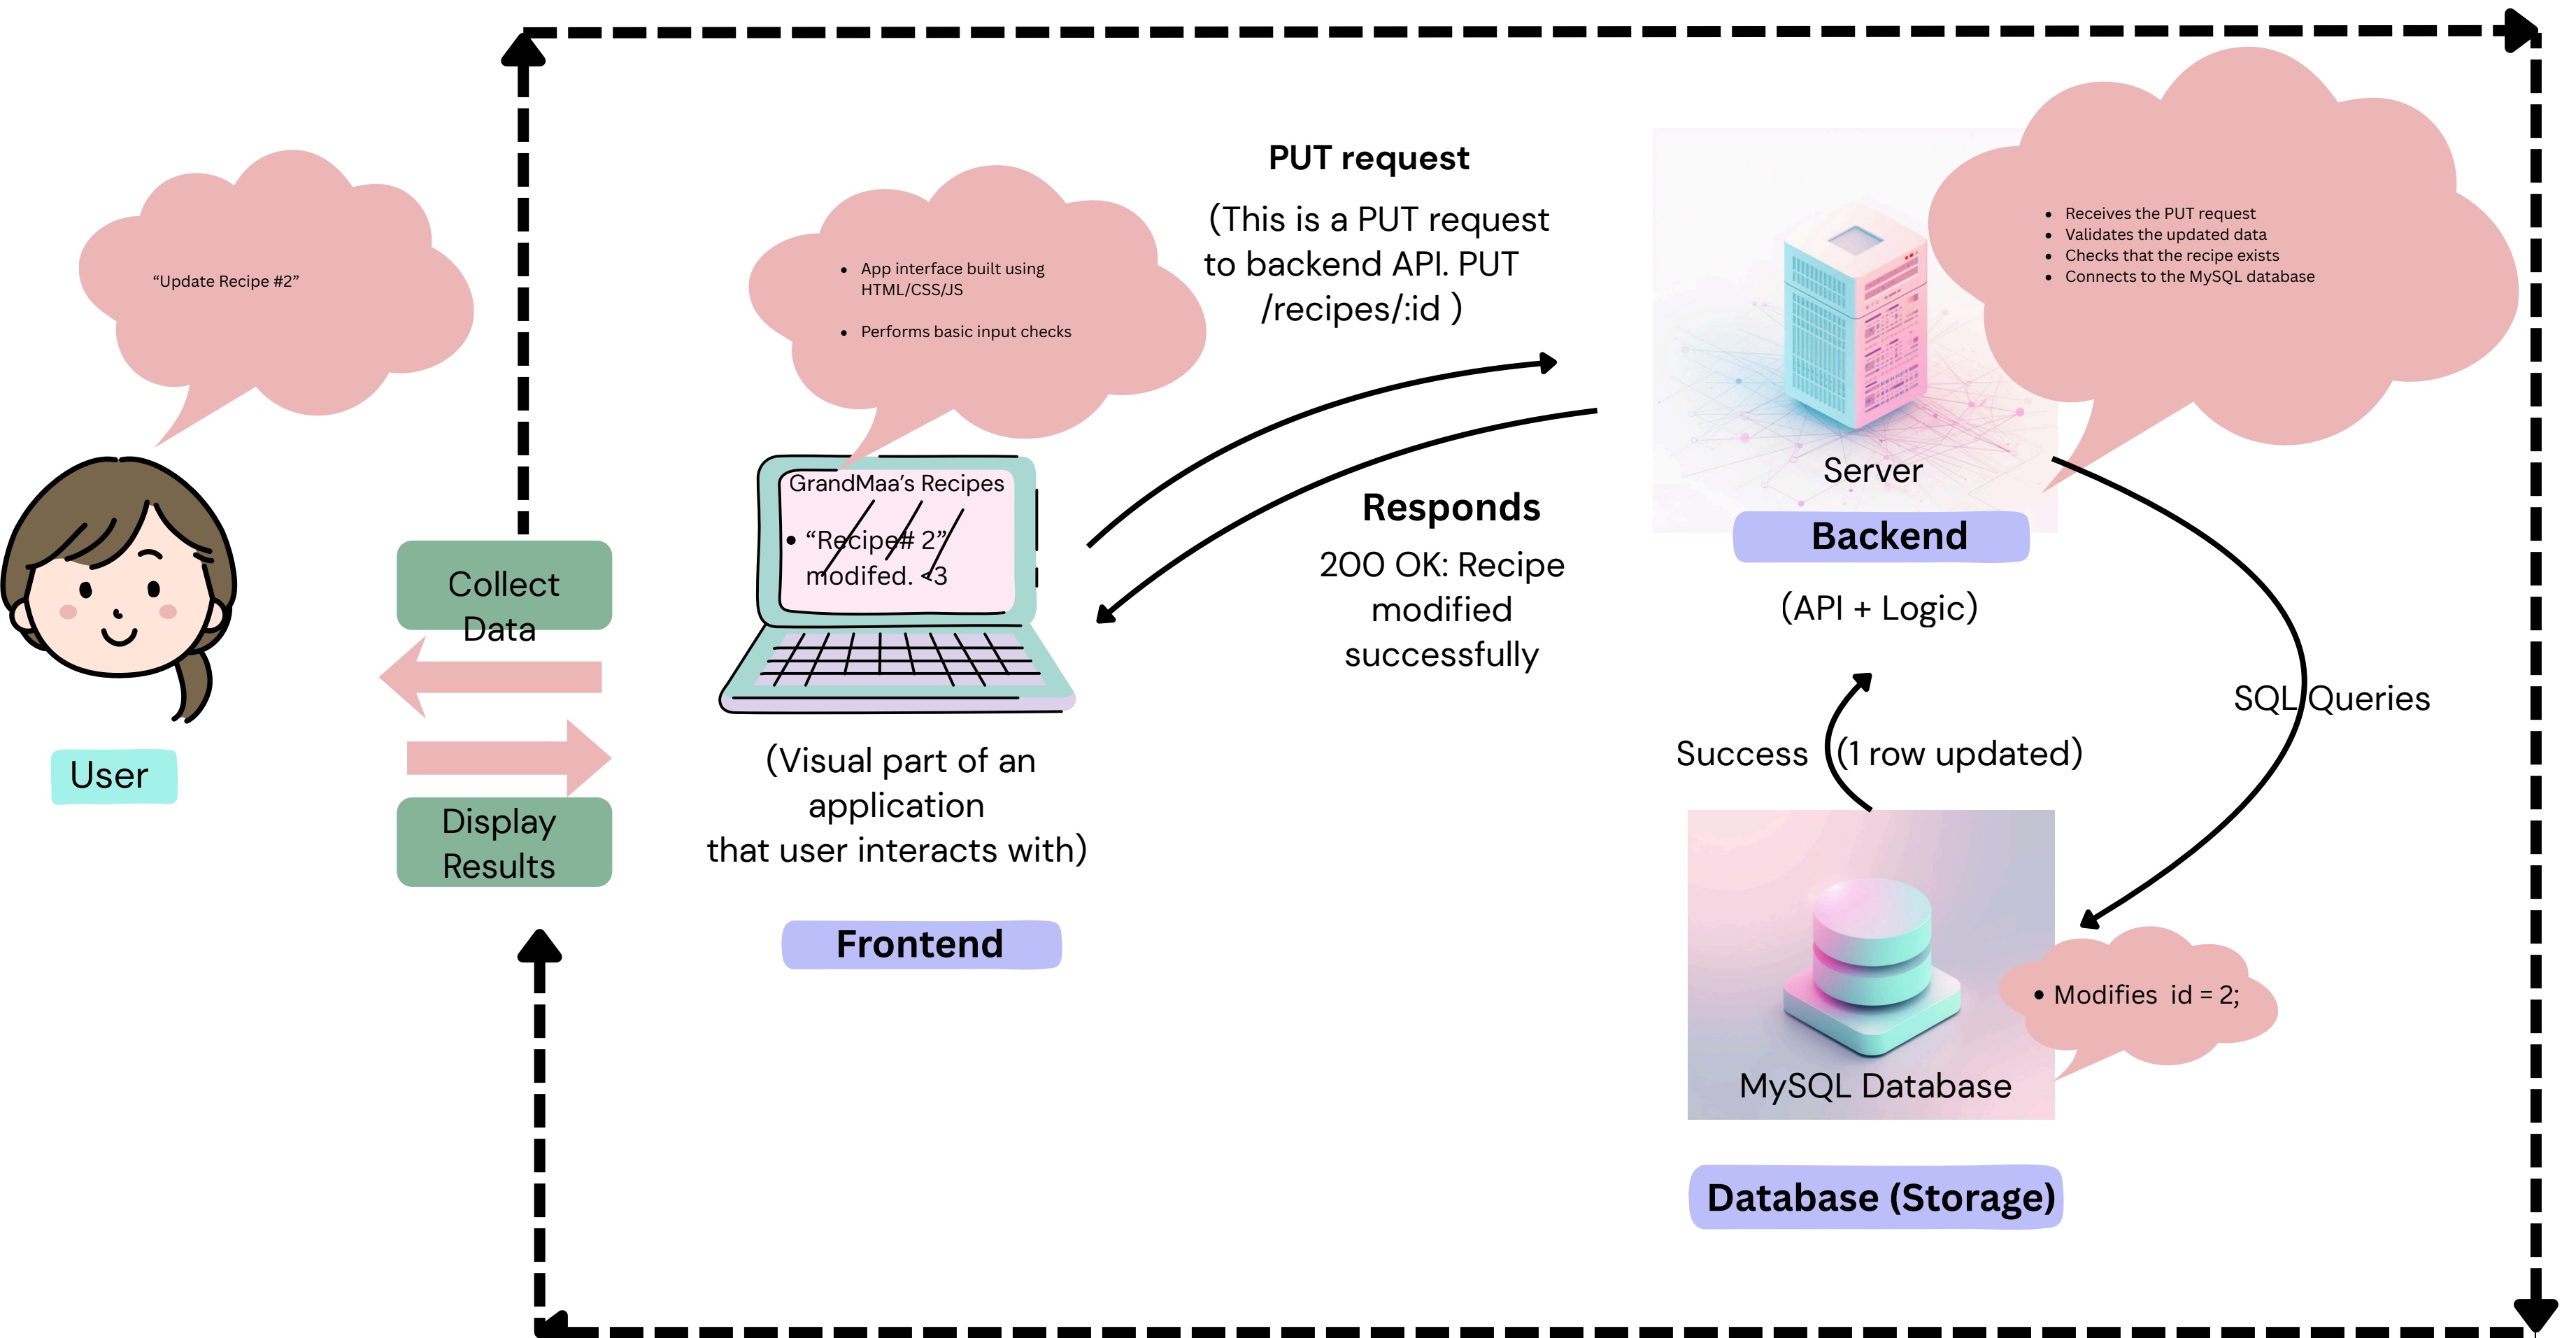 “Update Recipe #2”
User
Collect
Data
Display
Results
• App interface built using
HTML/CSS/JS
• Performs basic input checks
GrandMaa’s Recipes
• “Recipe# 2”
modifed. <3
(Visual part of an
application
that user interacts with)
Frontend
PUT request
(This is a PUT request
to backend API. PUT
/recipes/:id )
Responds
200 OK: Recipe
modified
successfully
• Receives the PUT request
• Validates the updated data
• Checks that the recipe exists
• Connects to the MySQL database
Server
Backend
(API + Logic)
SQL Queries
Success (1 row updated)
• Modifies id = 2;
MySQL Database
Database (Storage)